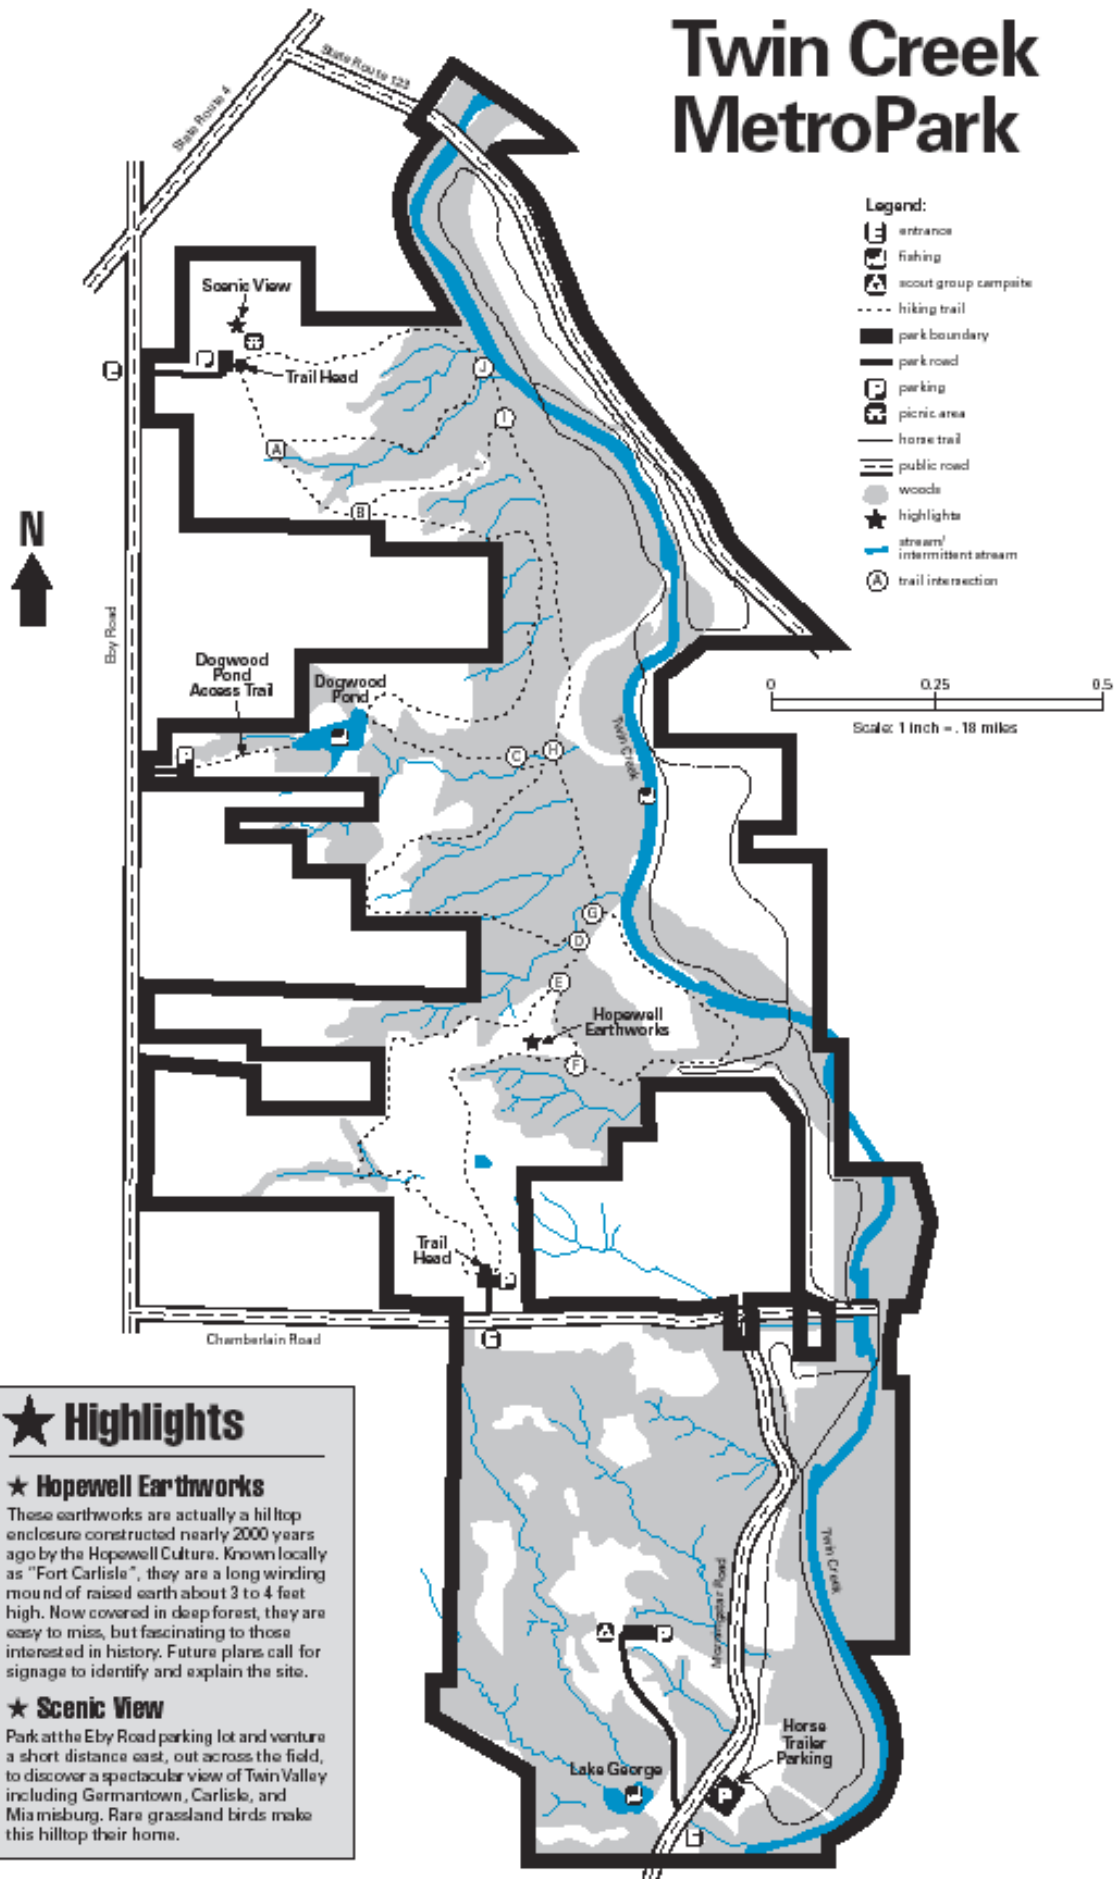 Twin Creek
MetroPark
State Route 123
State Route 4
Legend:
entrance
fishing
scout group campsite
hiking trail
park boundary
park road
P parking
picnic area
horse trail
public road
woods
highlights
stream/
intermittent stream
A trail intersection
Scenic View
Trail Head
J
I
A
B
N
Eby Road
Dogwood
Pond
Access Trail
Dogwood
Pond
P
C
H
Twin Creek
0 0.25 0.5
Scale: 1 inch = .18 miles
G
D
E
Hopewell
Earthworks
F
Trail
Head
Chamberlain Road
Highlights
Hopewell Earthworks
These earthworks are actually a hilltop
enclosure constructed nearly 2000 years
ago by the Hopewell Culture. Known locally
as "Fort Carlisle", they are a long winding
mound of raised earth about 3 to 4 feet
high. Now covered in deep forest, they are
easy to miss, but fascinating to those
interested in history. Future plans call for
signage to identify and explain the site.
Scenic View
Park at the Eby Road parking lot and venture
a short distance east, out across the field,
to discover a spectacular view of Twin Valley
including Germantown, Carlisle, and
Miamisburg. Rare grassland birds make
this hilltop their home.
Twin Creek
Morningstar Road
P
Horse
Trailer
Parking
P
Lake George